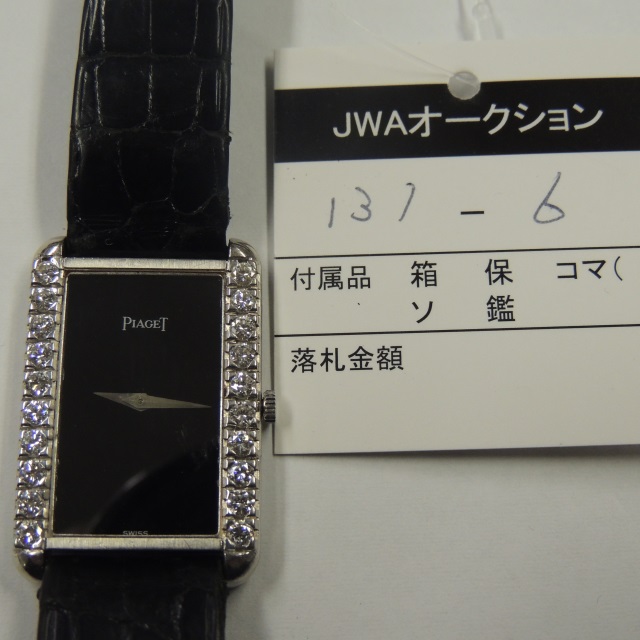 PIAGET
SWISS
JWAオークション
137 - 6
付属品 箱 保 コマ(
ソ 鑑
落札金額